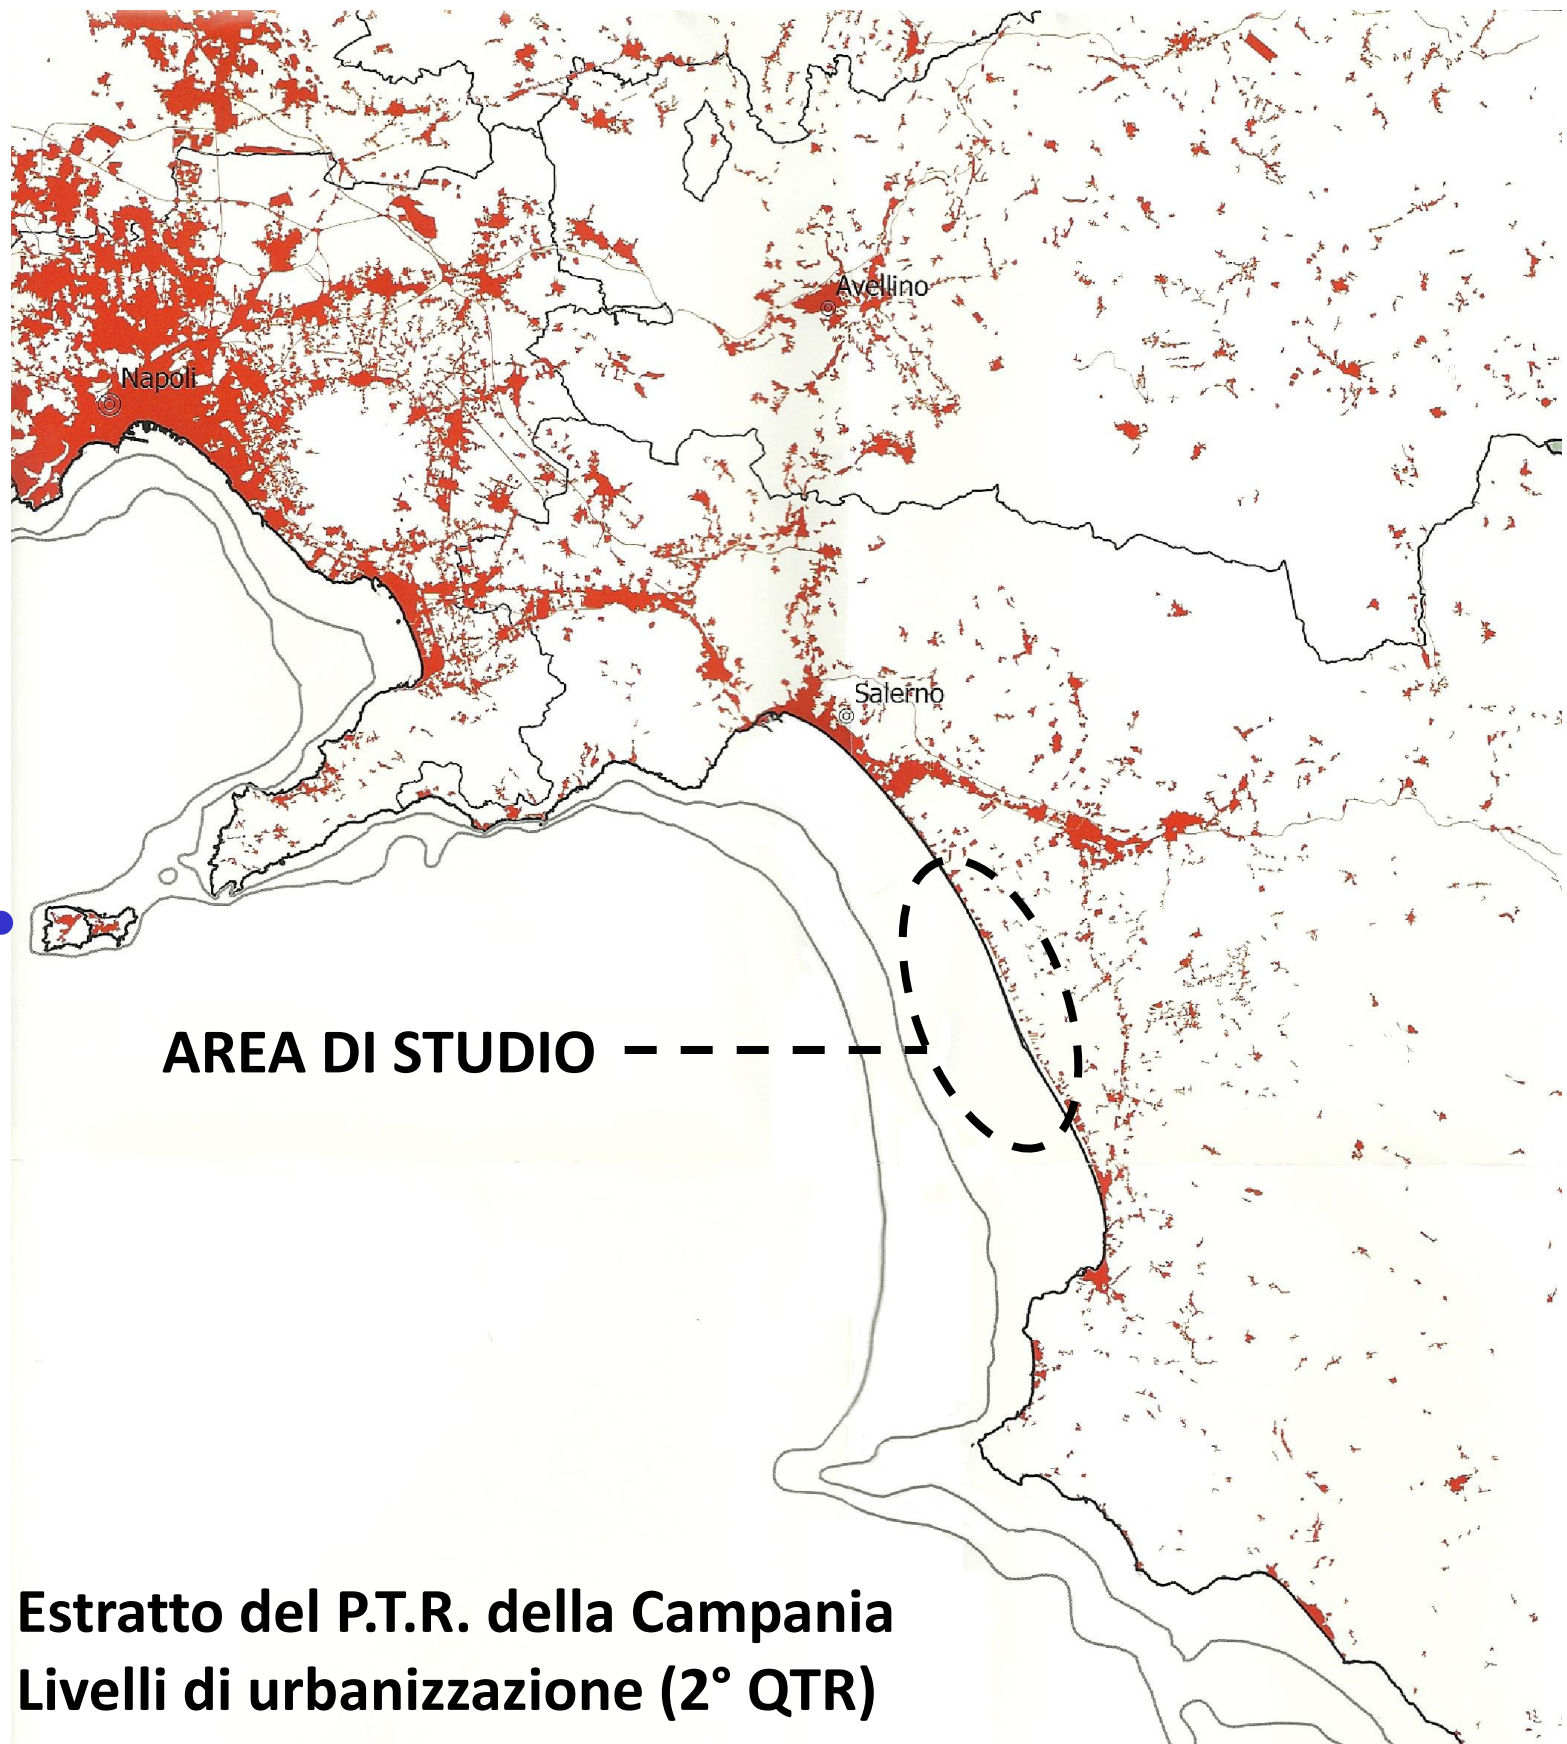 Avellino
Napoli
Salerno
AREA DI STUDIO
Estratto del P.T.R. della Campania
Livelli di urbanizzazione (2° QTR)